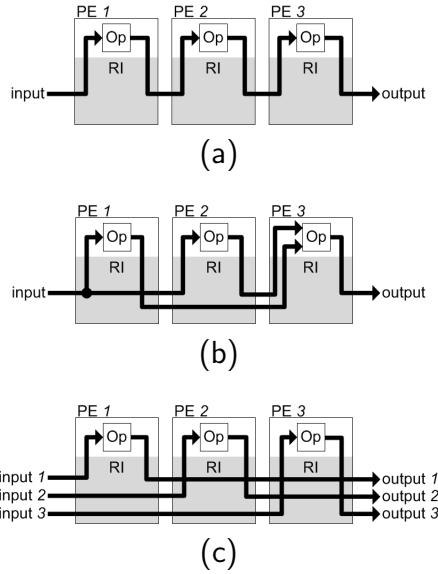 PE 1 PE 2 PE 3
Op Op Op
RI RI RI
input output
(a)
PE 1 PE 2 PE 3
Op Op Op
RI RI RI
input output
(b)
PE 1 PE 2 PE 3
Op Op Op
RI RI RI
input 1 output 1
input 2 output 2
input 3 output 3
(c)